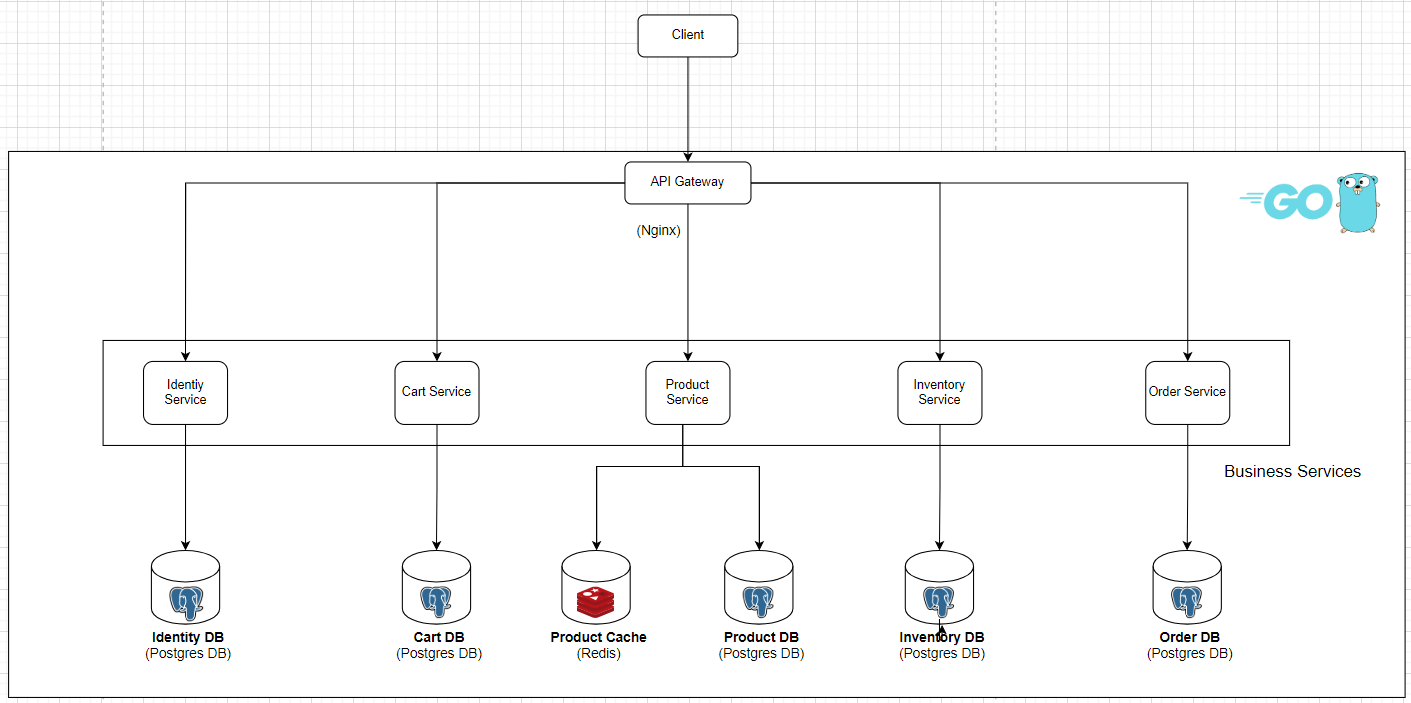 Client
API Gateway
(Nginx)
GO
Identiy
Service
Cart Service
Product
Service
Inventory
Service
Order Service
Business Services
Identity DB
(Postgres DB)
Cart DB
(Postgres DB)
Product Cache
(Redis)
Product DB
(Postgres DB)
Inventory DB
(Postgres DB)
Order DB
(Postgres DB)